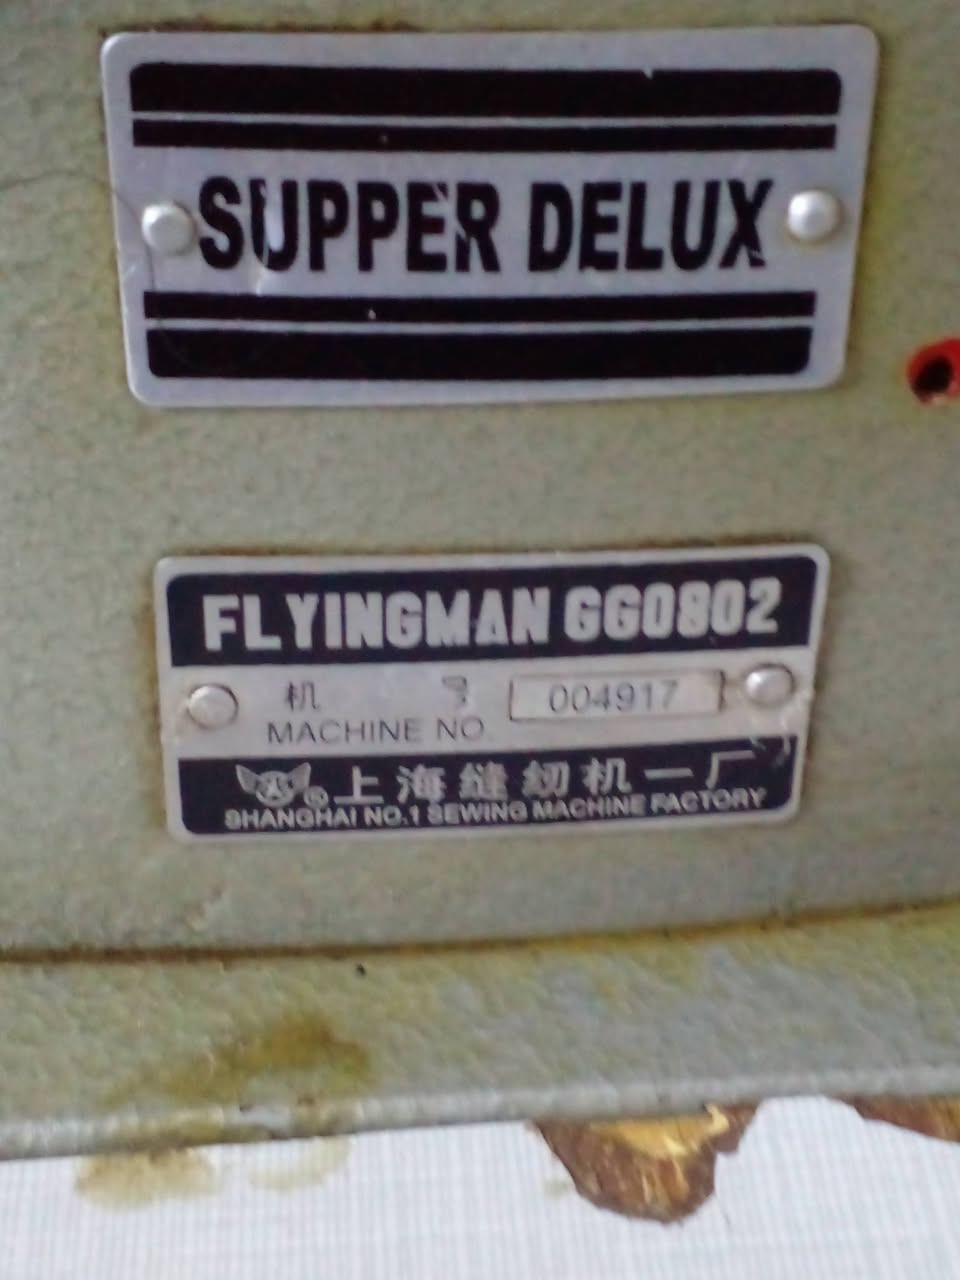 SUPPER DELUX
FLYINGMAN GG0802
机 号 004917
MACHINE NO.
® 上海缝纫机一厂
SHANGHAI NO.1 SEWING MACHINE FACTORY